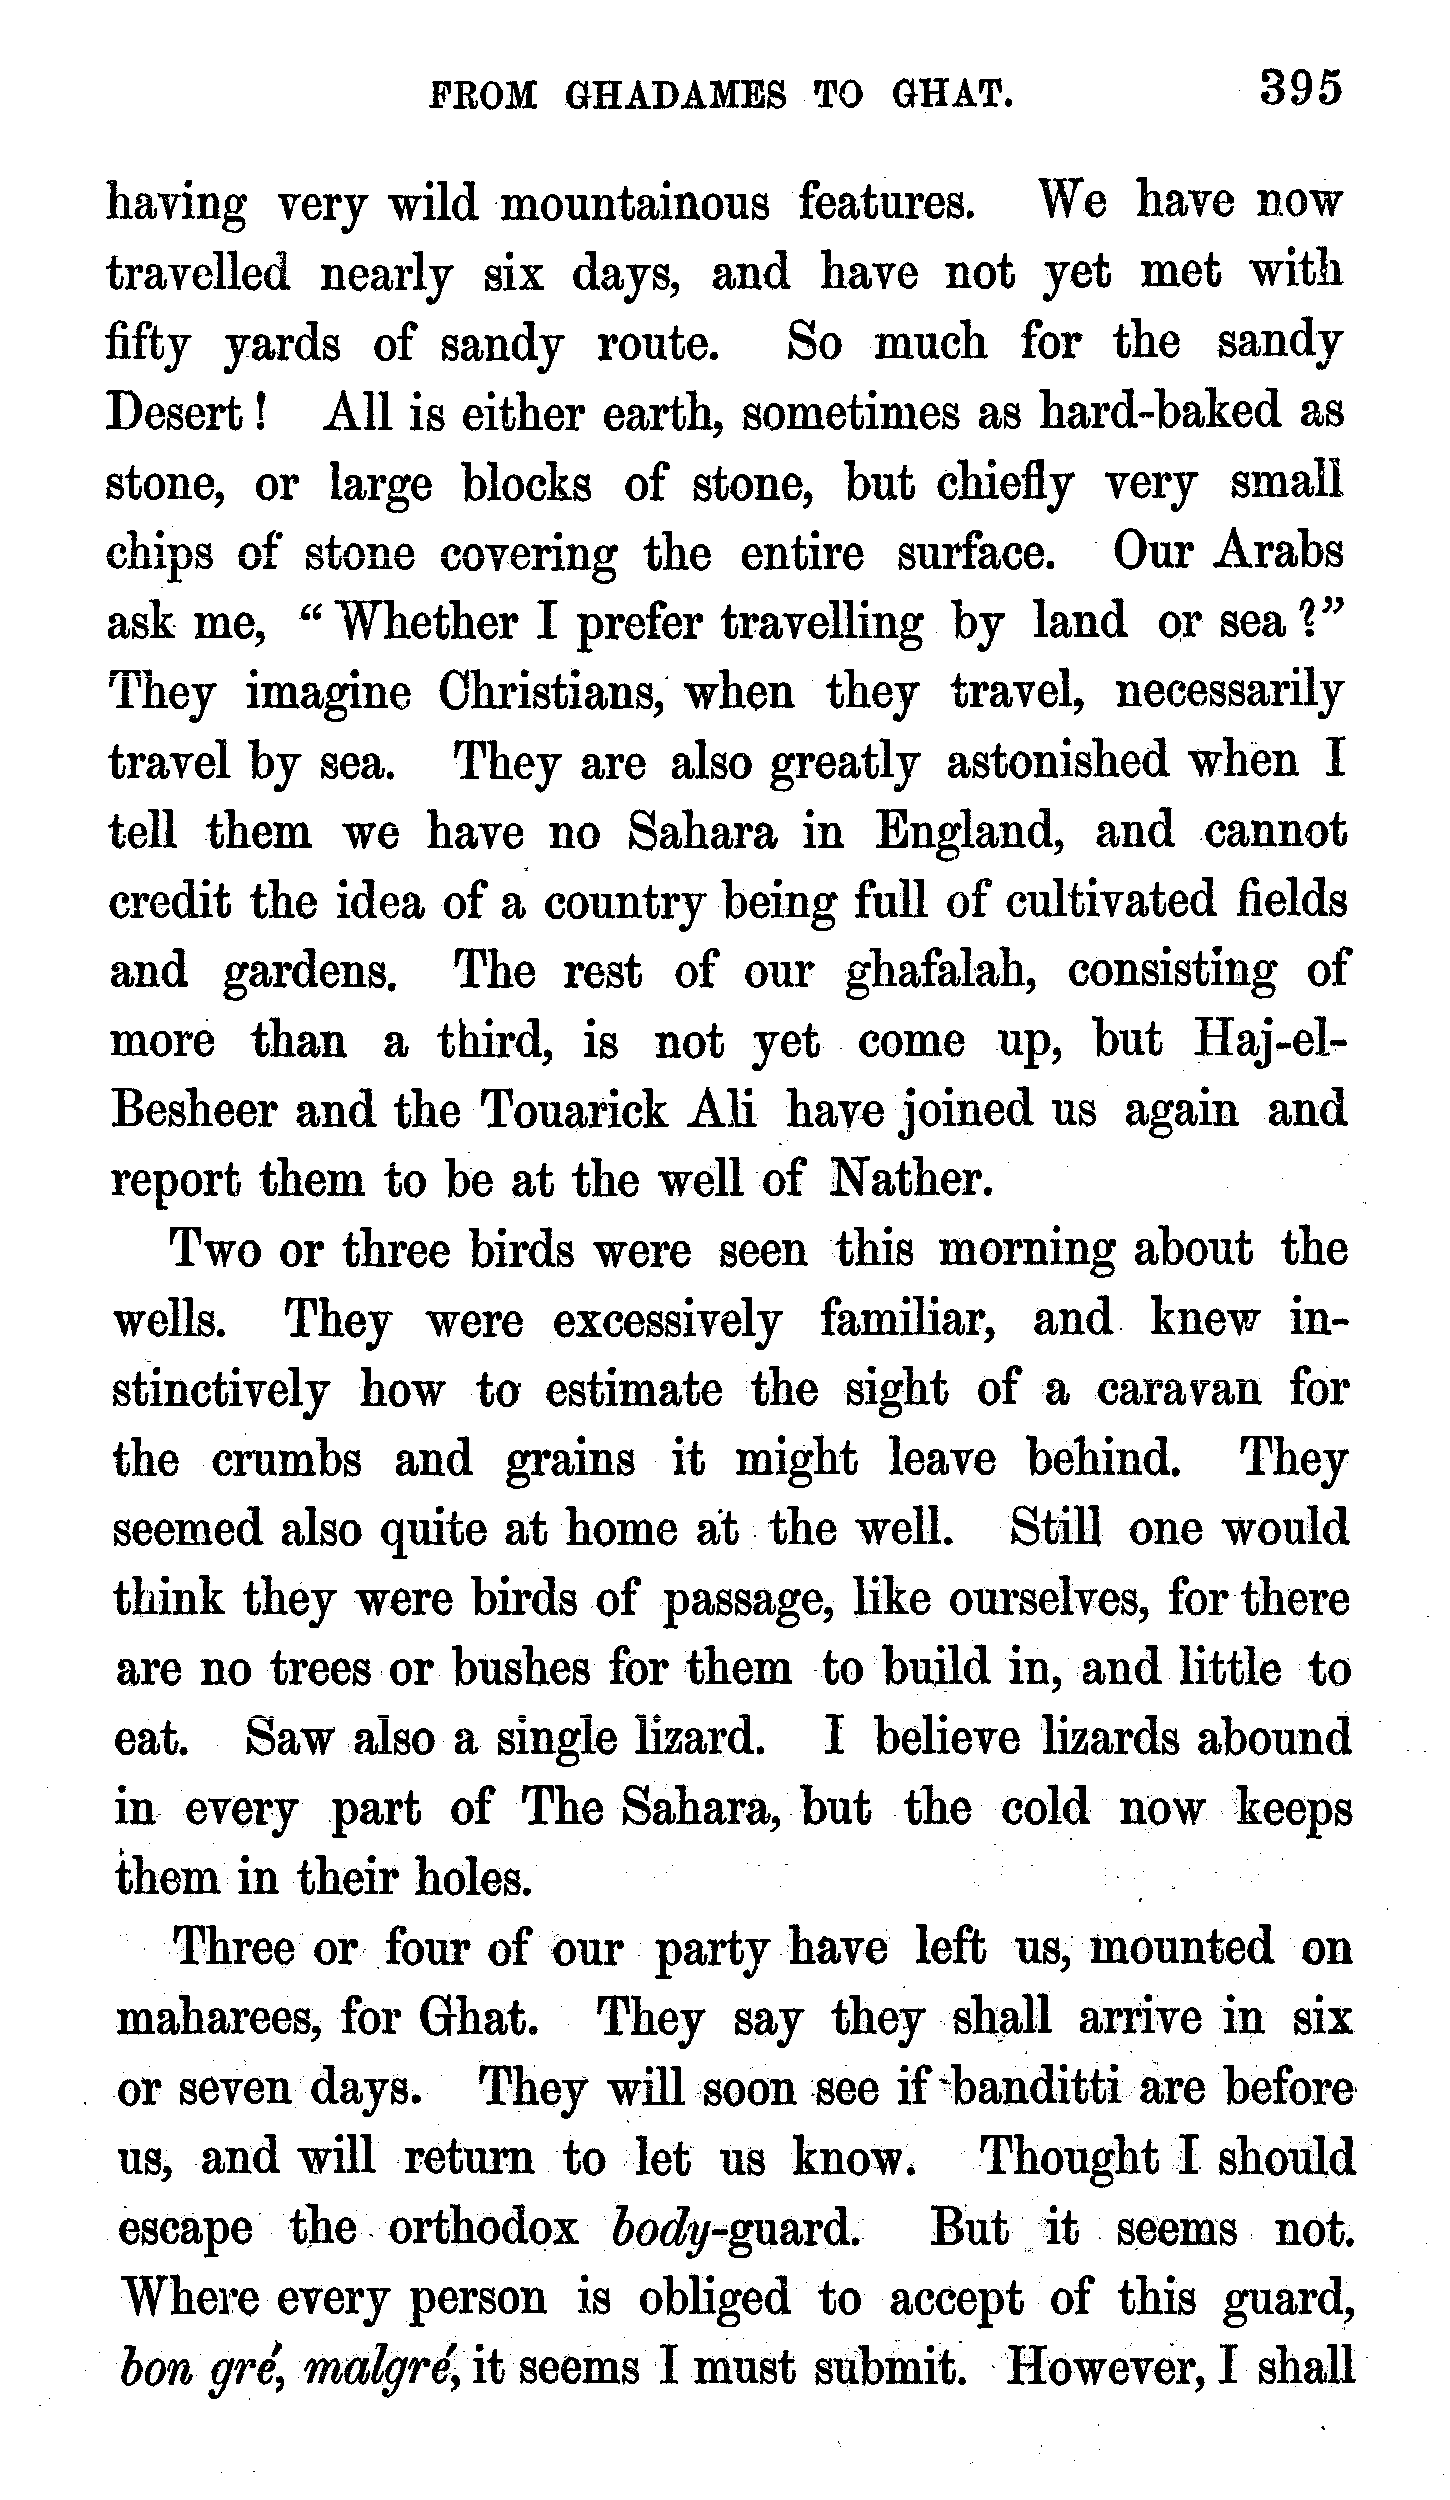 FROM GHADAMES TO GHAT. 395
having very wild mountainous features. We have now
travelled nearly six days, and have not yet met with
fifty yards of sandy route. So much for the sandy
Desert! All is either earth, sometimes as hard-baked as
stone, or large blocks of stone, but chiefly very small
chips of stone covering the entire surface. Our Arabs
ask me, "Whether I prefer travelling by land or sea?"
They imagine Christians, when they travel, necessarily
travel by sea. They are also greatly astonished when I
tell them we have no Sahara in England, and cannot
credit the idea of a country being full of cultivated fields
and gardens. The rest of our ghafalah, consisting of
more than a third, is not yet come up, but Haj-el-
Besheer and the Touarick Ali have joined us again and
report them to be at the well of Nather.
Two or three birds were seen this morning about the
wells. They were excessively familiar, and knew in-
stinctively how to estimate the sight of a caravan for
the crumbs and grains it might leave behind. They
seemed also quite at home at the well. Still one would
think they were birds of passage, like ourselves, for there
are no trees or bushes for them to build in, and little to
eat. Saw also a single lizard. I believe lizards abound
in every part of The Sahara, but the cold now keeps
them in their holes.
Three or four of our party have left us, mounted on
maharees, for Ghat. They say they shall arrive in six
or seven days. They will soon see if banditti are before
us, and will return to let us know. Thought I should
escape the orthodox body-guard. But it seems not.
Where every person is obliged to accept of this guard,
bon gré, malgré, it seems I must submit. However, I shall